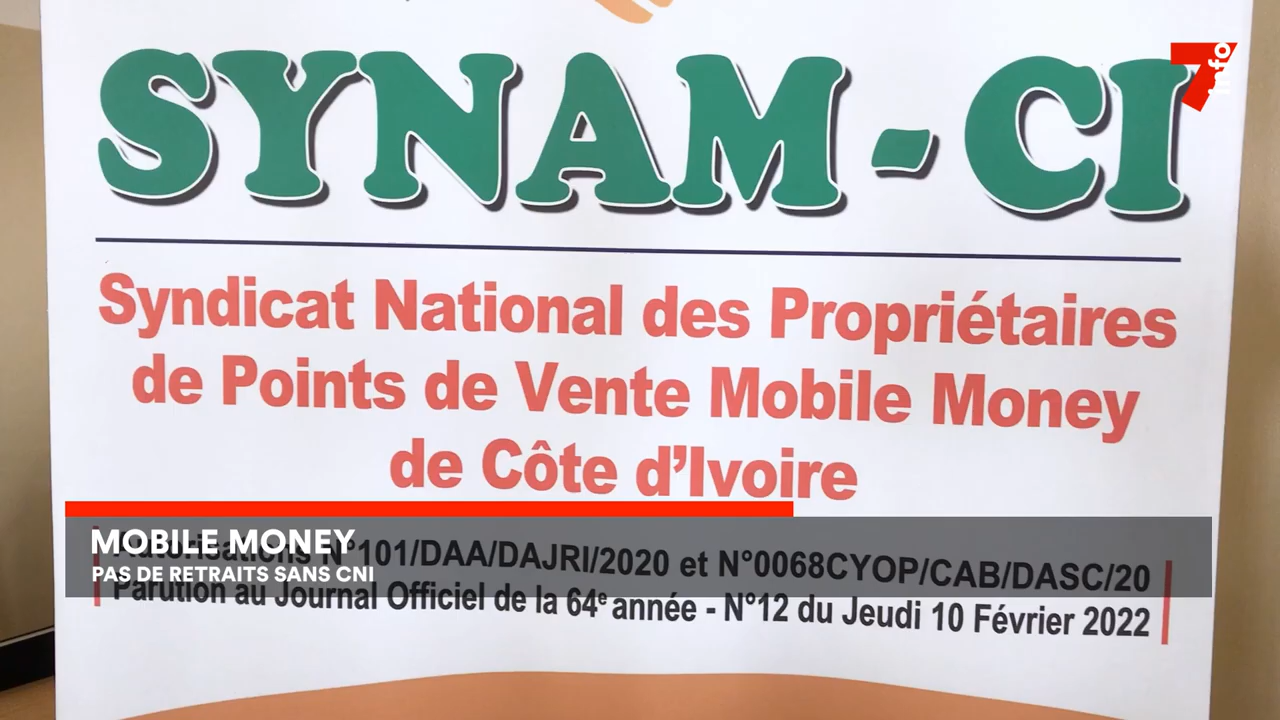 SYNAM-CI
7info
Syndicat National des Propriétaires
de Points de Vente Mobile Money
de Côte d'Ivoire
MOBILE MONEY
PAS DE RETRAITS SANS CNI
Autorisations N°101/DAA/DAJRI/2020 et N°0068CYOP/CAB/DASC/20
Parution au Journal Officiel de la 64e année - N°12 du Jeudi 10 Février 2022